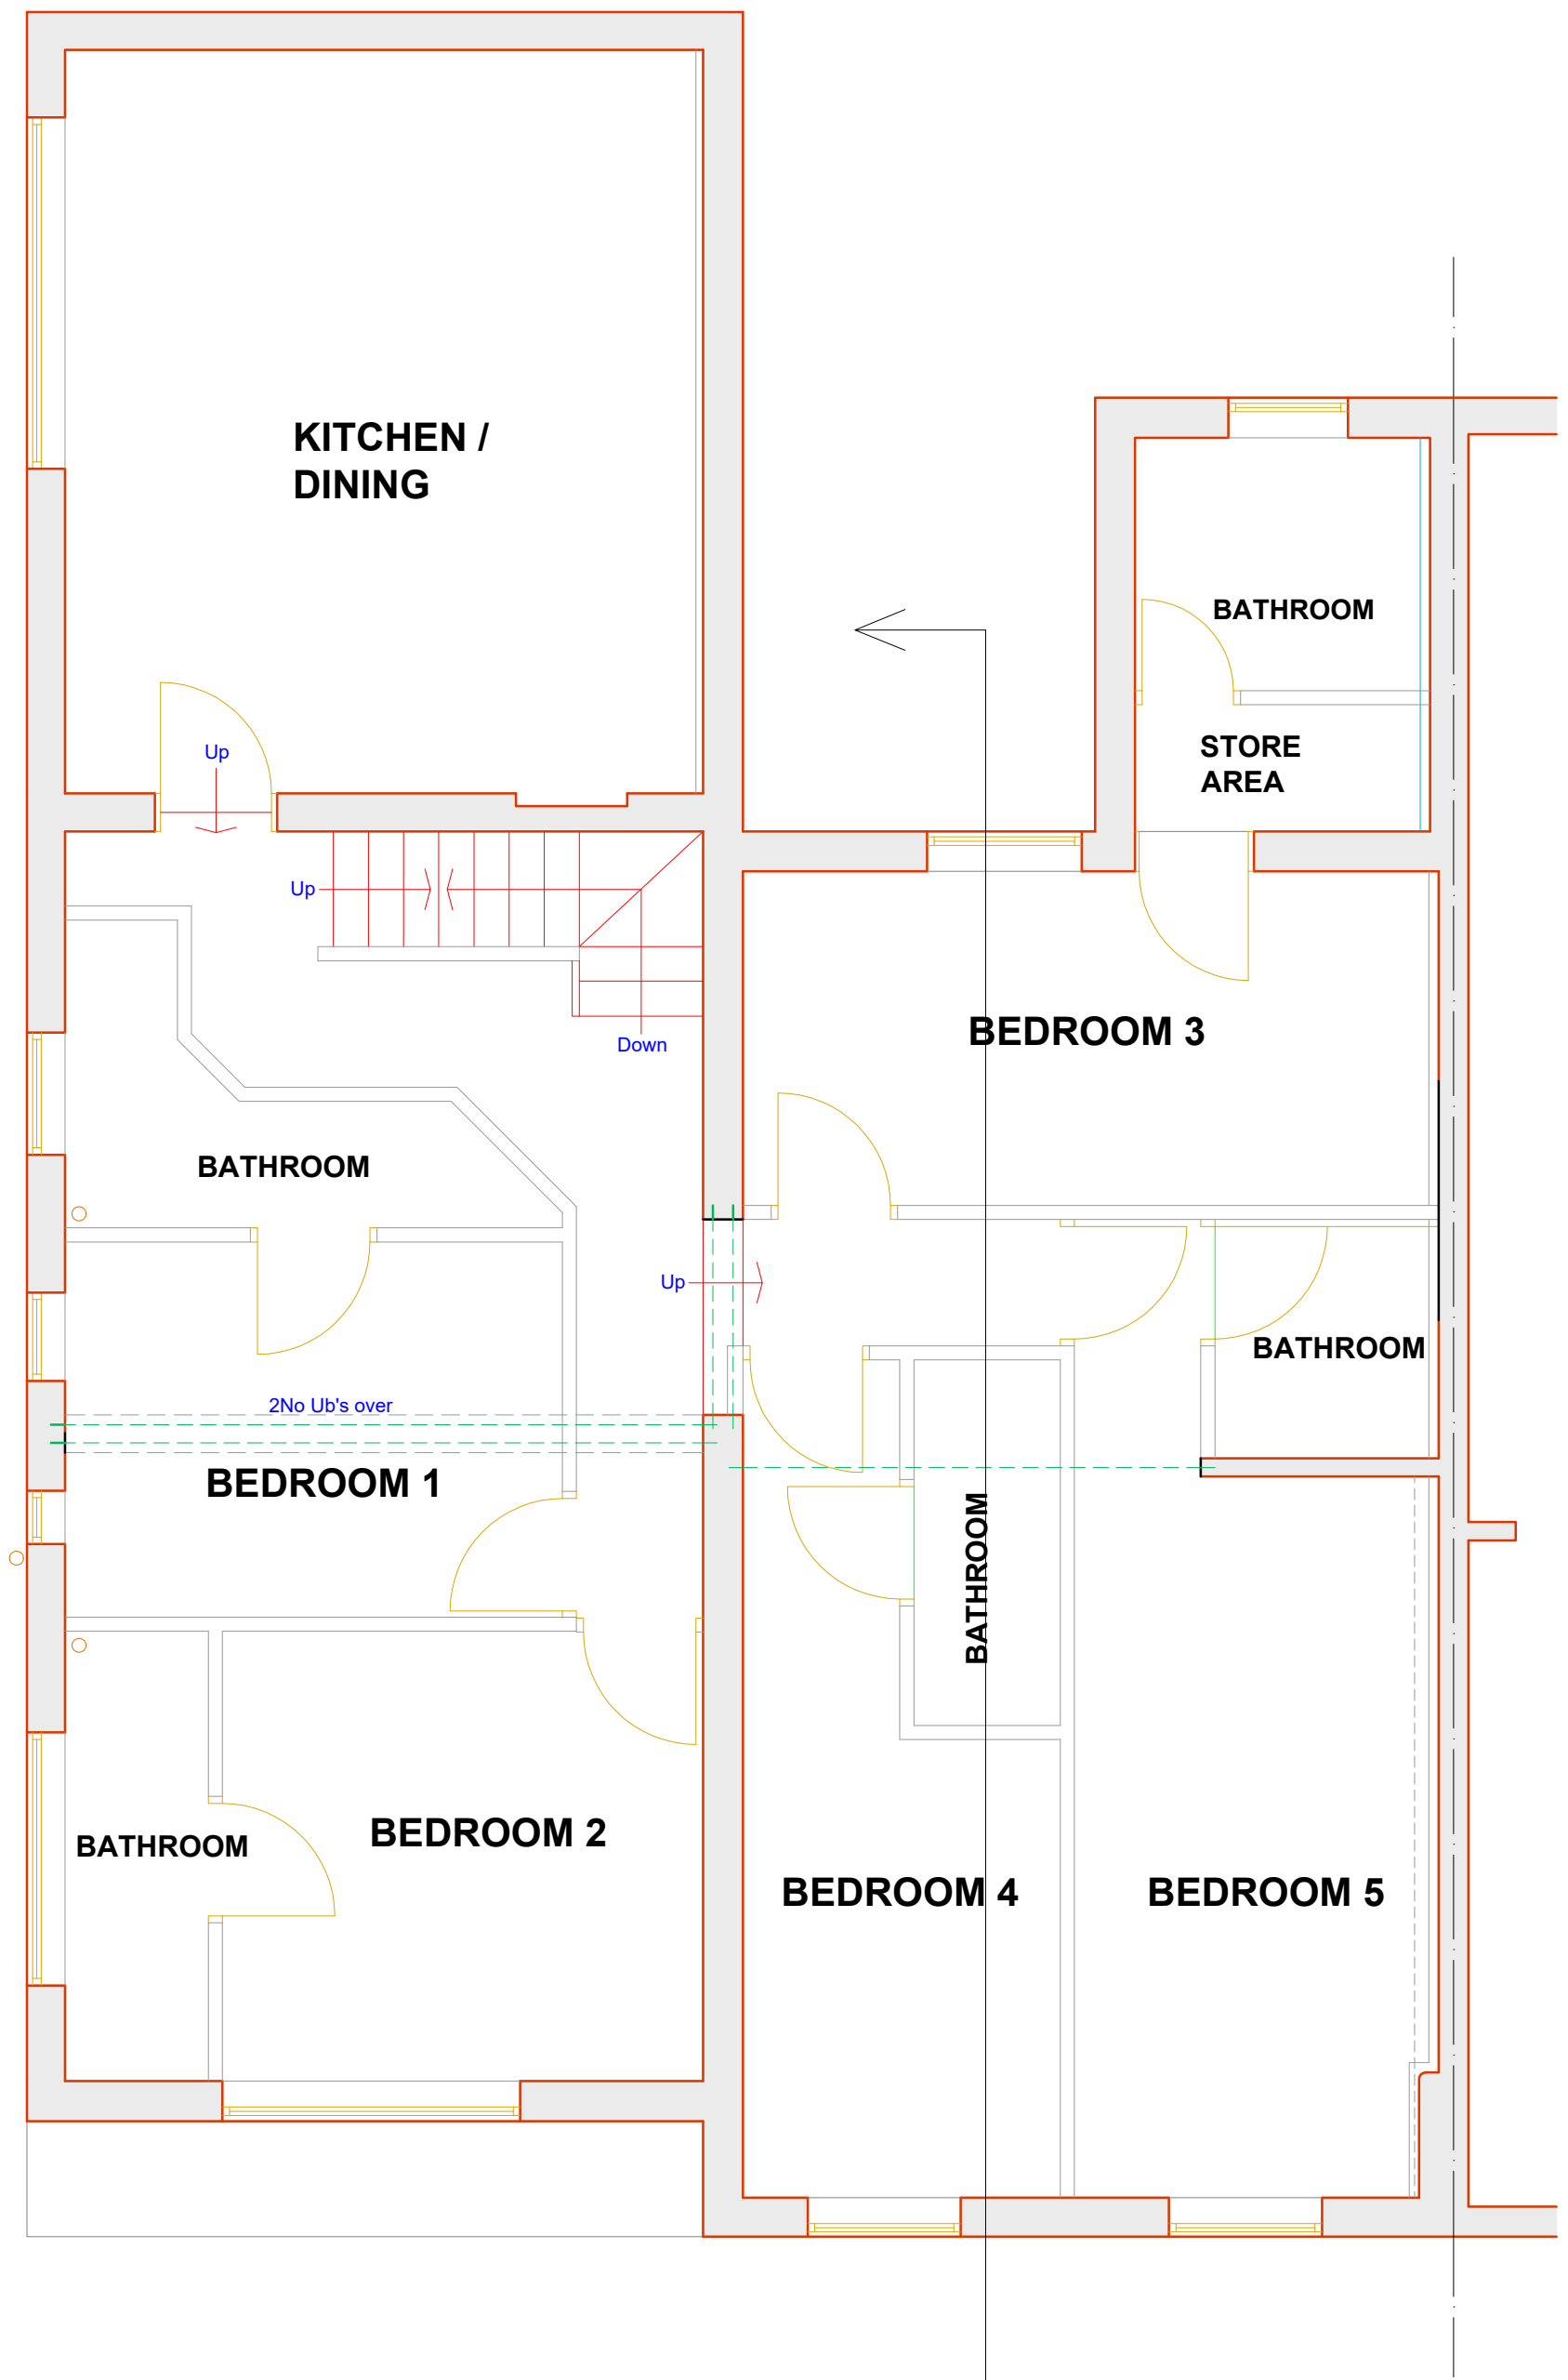 KITCHEN /
DINING
BATHROOM
STORE
AREA
Up
Up
Down
BEDROOM 3
BATHROOM
Up
BATHROOM
2No Ub's over
BEDROOM 1
BATHROOM
BEDROOM 2
BATHROOM
BEDROOM 4
BEDROOM 5